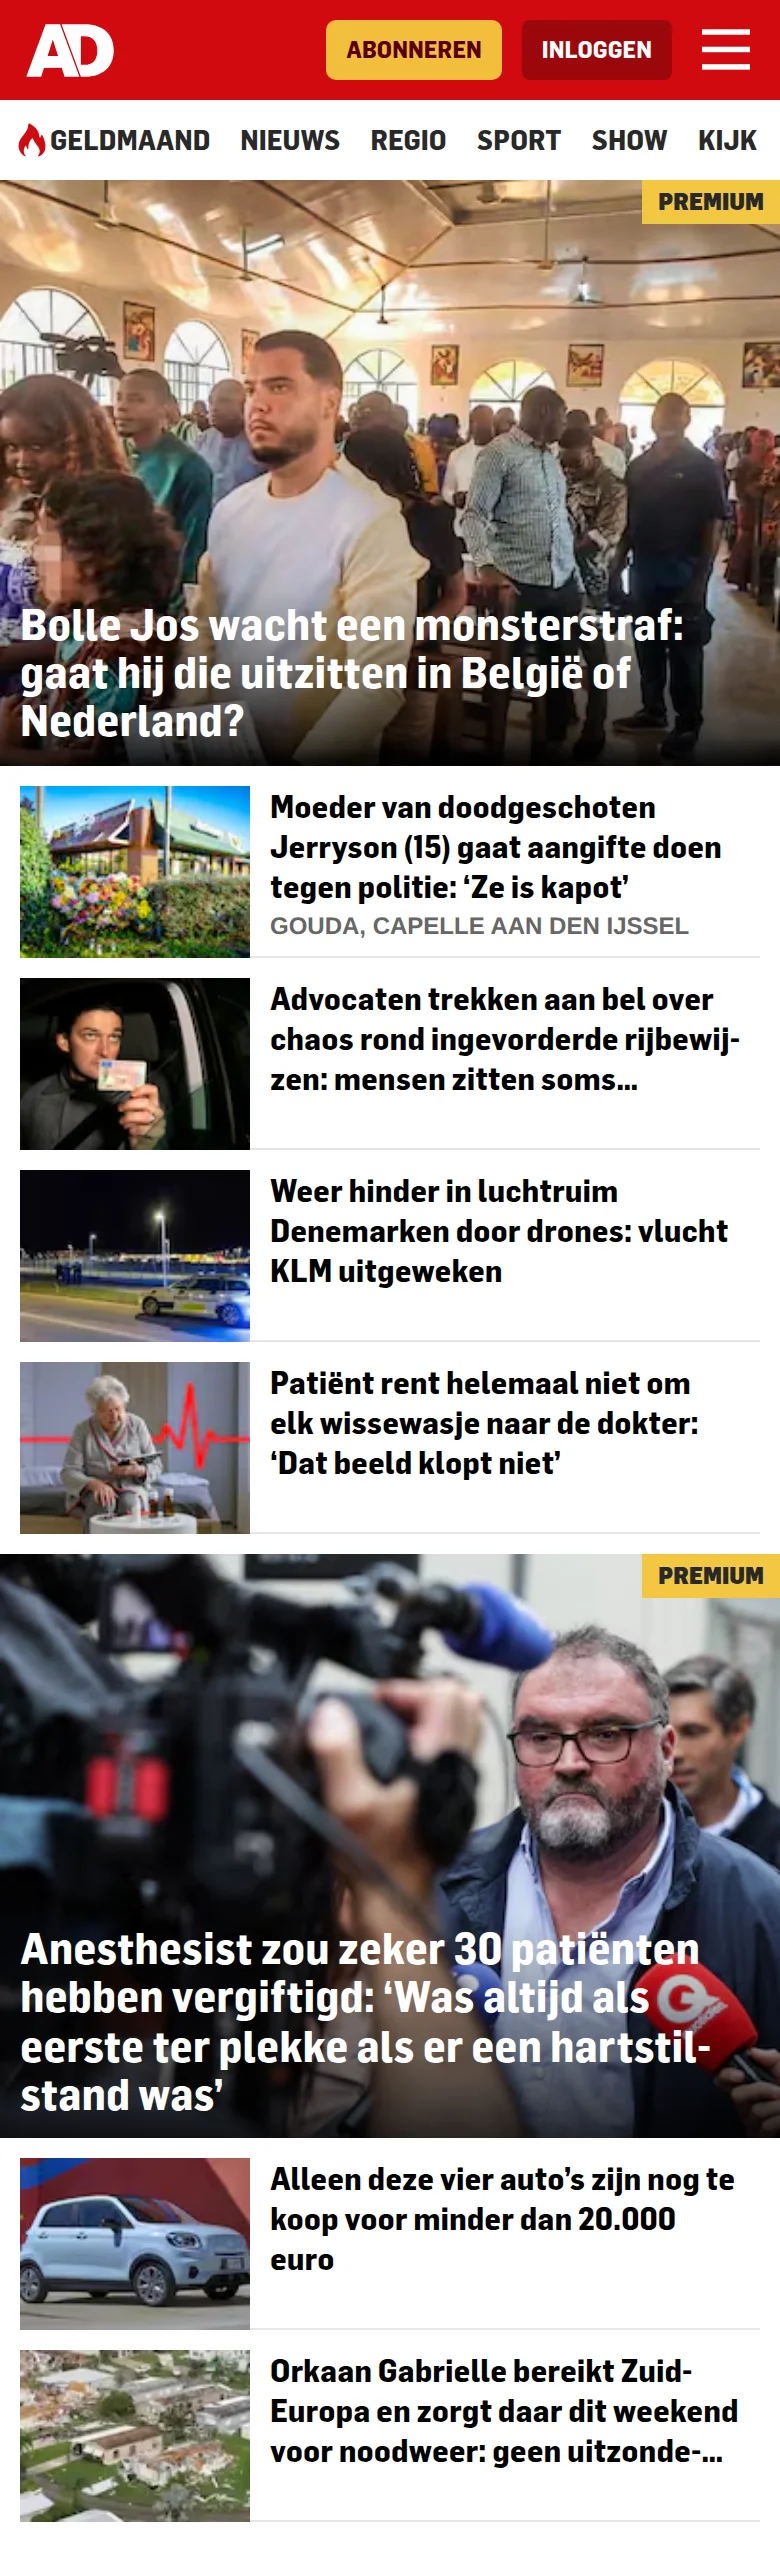 AD
ABONNEREN
INLOGGEN
GELDMAAND NIEUWS REGIO SPORT SHOW KIJK
PREMIUM
Bolle Jos wacht een monsterstraf:
gaat hij die uitzitten in België of
Nederland?
Moeder van doodgeschoten
Jerryson (15) gaat aangifte doen
tegen politie: ‘Ze is kapot’
GOUDA, CAPELLE AAN DEN IJSSEL
Advocaten trekken aan bel over
chaos rond ingevorderde rijbewij-
zen: mensen zitten soms...
Weer hinder in luchtruim
Denemarken door drones: vlucht
KLM uitgeweken
Patiënt rent helemaal niet om
elk wissewasje naar de dokter:
‘Dat beeld klopt niet’
PREMIUM
Anesthesist zou zeker 30 patiënten
hebben vergiftigd: ‘Was altijd als
eerste ter plekke als er een hartstil-
stand was’
Alleen deze vier auto’s zijn nog te
koop voor minder dan 20.000
euro
Orkaan Gabrielle bereikt Zuid-
Europa en zorgt daar dit weekend
voor noodweer: geen uitzonde-...